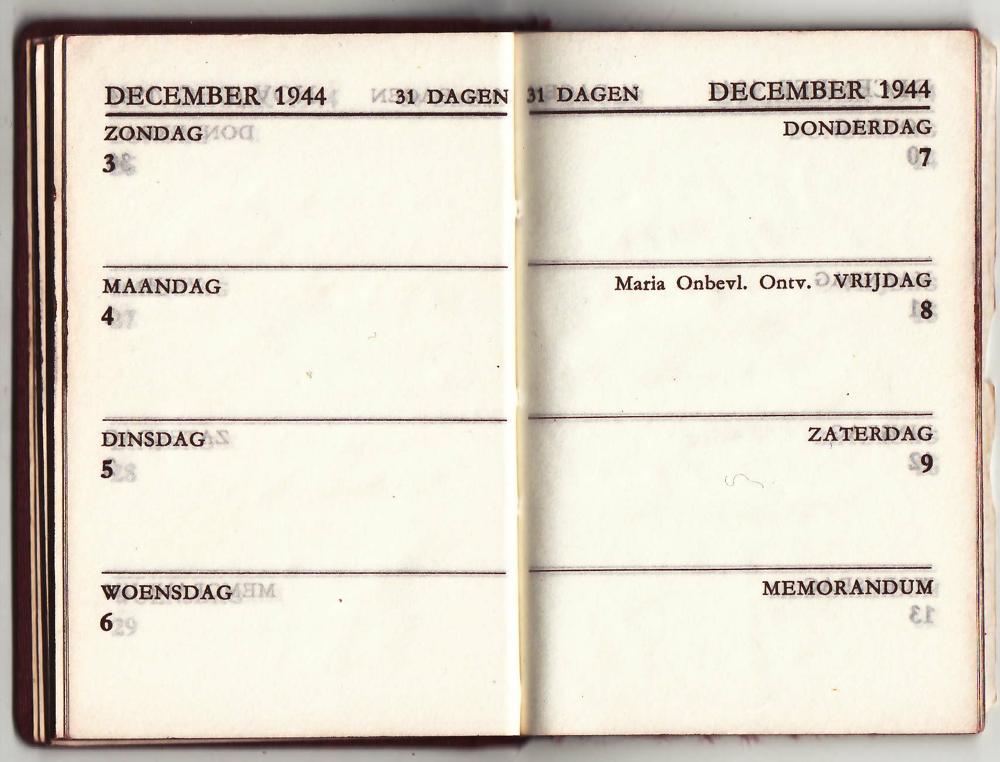 DECEMBER 1944 31 DAGEN
ZONDAG
3
MAANDAG
4
DINSDAG
5
WOENSDAG
6
31 DAGEN DECEMBER 1944
DONDERDAG
7
Maria Onbevl. Ontv. VRIJDAG
8
ZATERDAG
9
MEMORANDUM